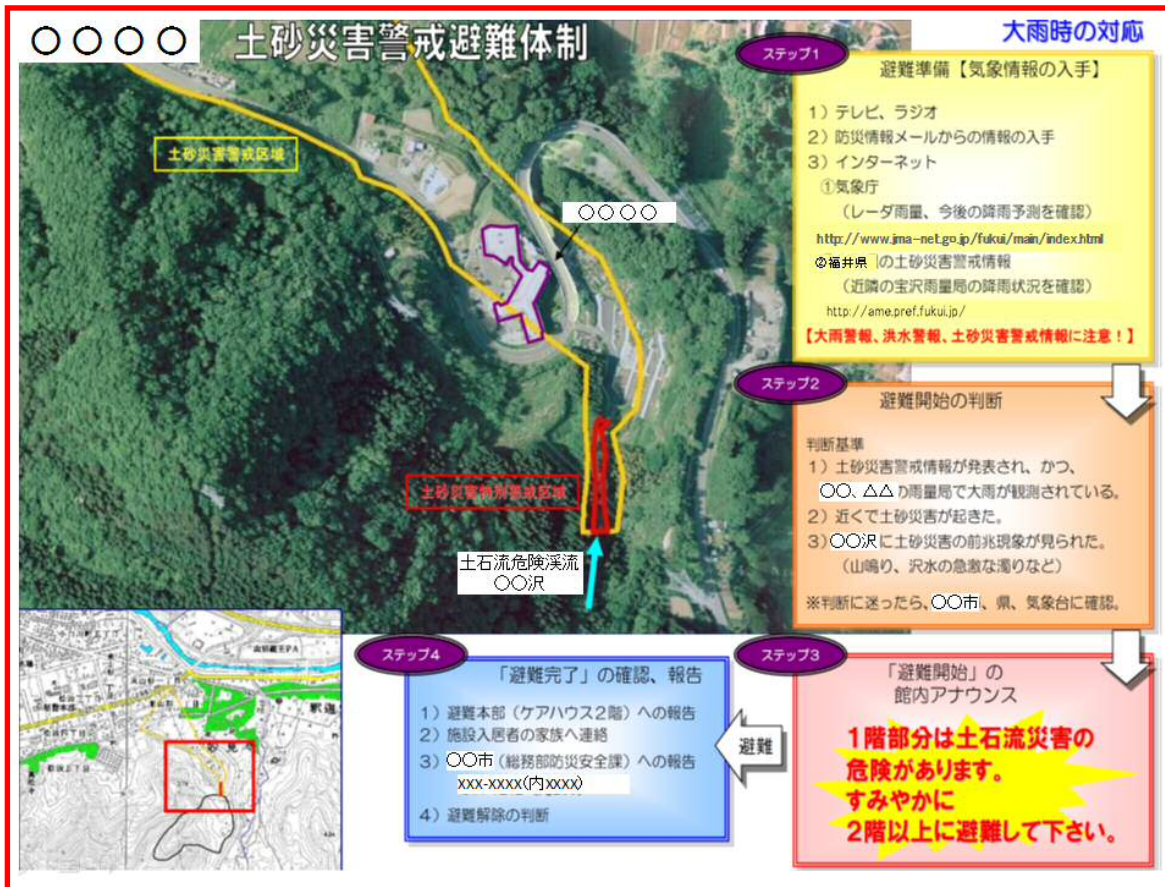 〇〇〇〇 土砂災害警戒避難体制
大雨時の対応
土砂災害警戒区域
〇〇〇〇
土砂災害特別警戒区域
土石流危険渓流
〇〇沢
ステップ1
避難準備【気象情報の入手】
1）テレビ、ラジオ
2）防災情報メールからの情報の入手
3）インターネット
①気象庁
（レーダ雨量、今後の降雨予測を確認）
http://www.jma-net.go.jp/fukui/main/index.html
②福井県の土砂災害警戒情報
（近隣の宝沢雨量局の降雨状況を確認）
http://ame.pref.fukui.jp/
【大雨警報、洪水警報、土砂災害警戒情報に注意！】
ステップ2
避難開始の判断
判断基準
1）土砂災害警戒情報が発表され、かつ、
〇〇、△△の雨量局で大雨が観測されている。
2）近くで土砂災害が起きた。
3）〇〇沢に土砂災害の前兆現象が見られた。
（山鳴り、沢水の急激な濁りなど）
※判断に迷ったら、〇〇市、県、気象台に確認。
ステップ3
「避難開始」の
館内アナウンス
1階部分は土石流災害の
危険があります。
すみやかに
2階以上に避難して下さい。
避難
ステップ4
「避難完了」の確認、報告
1）避難本部（ケアハウス2階）への報告
2）施設入居者の家族へ連絡
3）〇〇市（総務部防災安全課）への報告
xxx-xxxx(内xxxx)
4）避難解除の判断